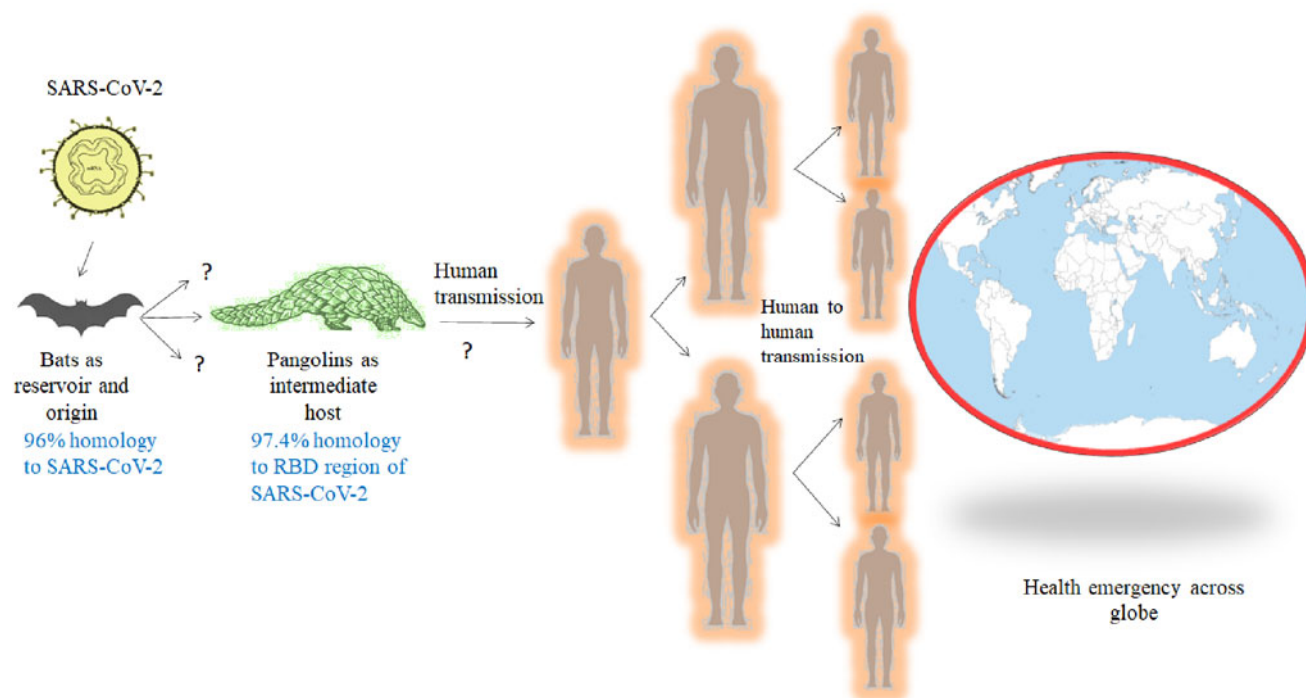 SARS-CoV-2
?
?
Bats as
reservoir and
origin
96% homology
to SARS-CoV-2
Pangolins as
intermediate
host
97.4% homology
to RBD region of
SARS-CoV-2
Human
transmission
?
Human to
human
transmission
Health emergency across
globe